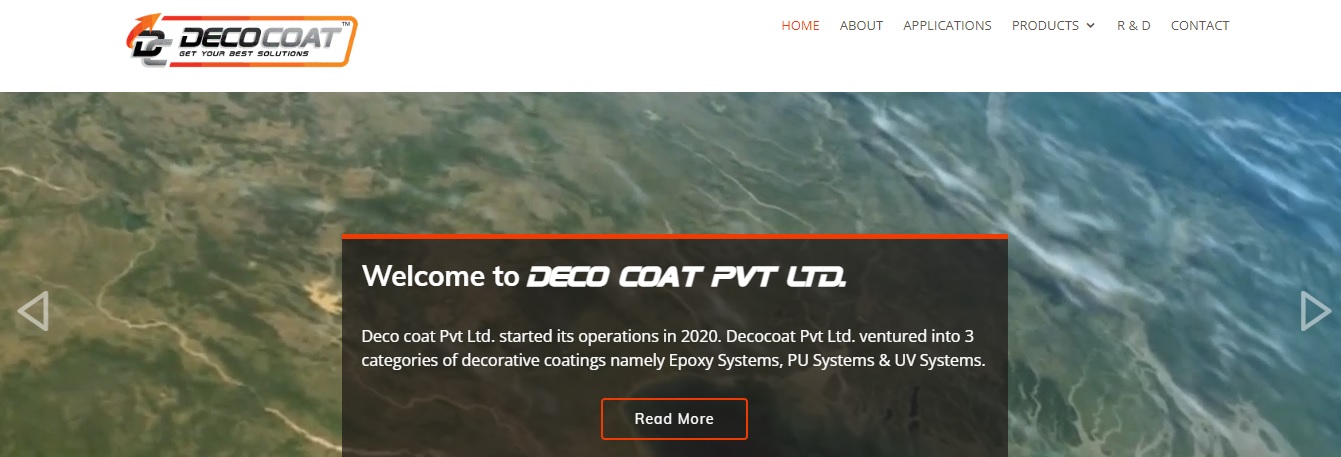 DECOCOAT™
GET YOUR BEST SOLUTIONS
HOME ABOUT APPLICATIONS PRODUCTS R & D CONTACT
Welcome to DECO COAT PVT LTD.
Deco coat Pvt Ltd. started its operations in 2020. Decocoat Pvt Ltd. ventured into 3
categories of decorative coatings namely Epoxy Systems, PU Systems & UV Systems.
Read More